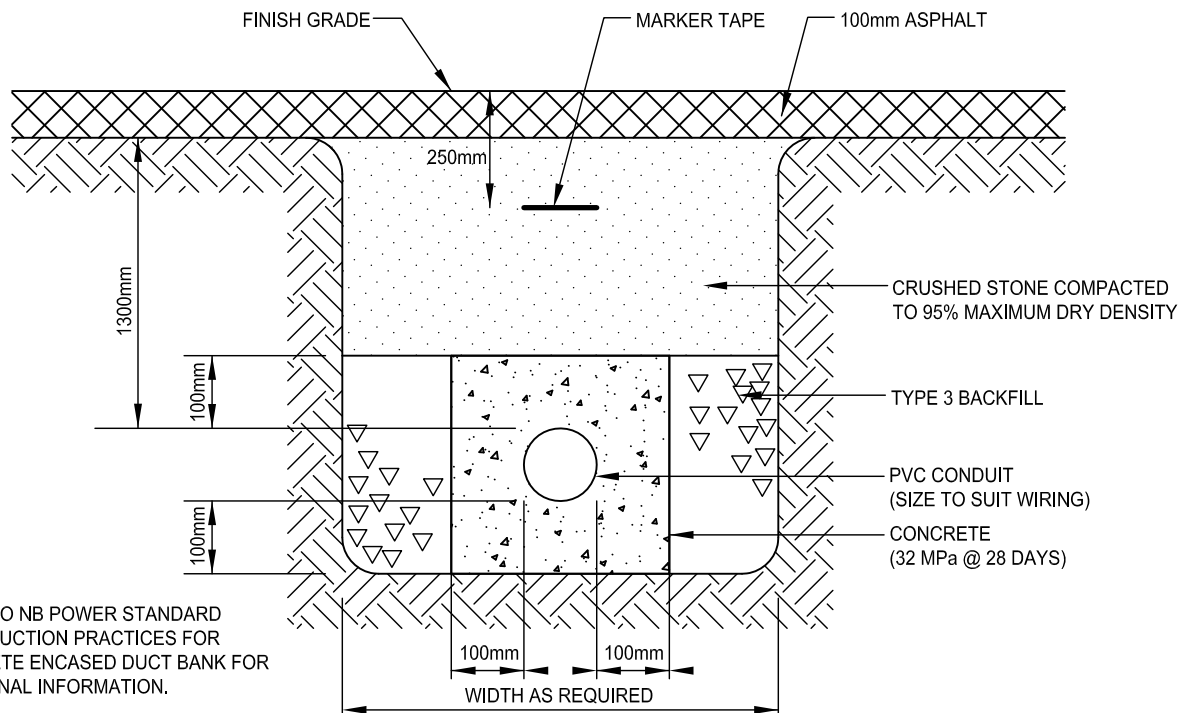 FINISH GRADE
MARKER TAPE
100mm ASPHALT
250mm
1300mm
CRUSHED STONE COMPACTED
TO 95% MAXIMUM DRY DENSITY
100mm
TYPE 3 BACKFILL
PVC CONDUIT
(SIZE TO SUIT WIRING)
100mm
CONCRETE
(32 MPa @ 28 DAYS)
O NB POWER STANDARD
UCTION PRACTICES FOR
TE ENCASED DUCT BANK FOR
NAL INFORMATION.
100mm
100mm
WIDTH AS REQUIRED